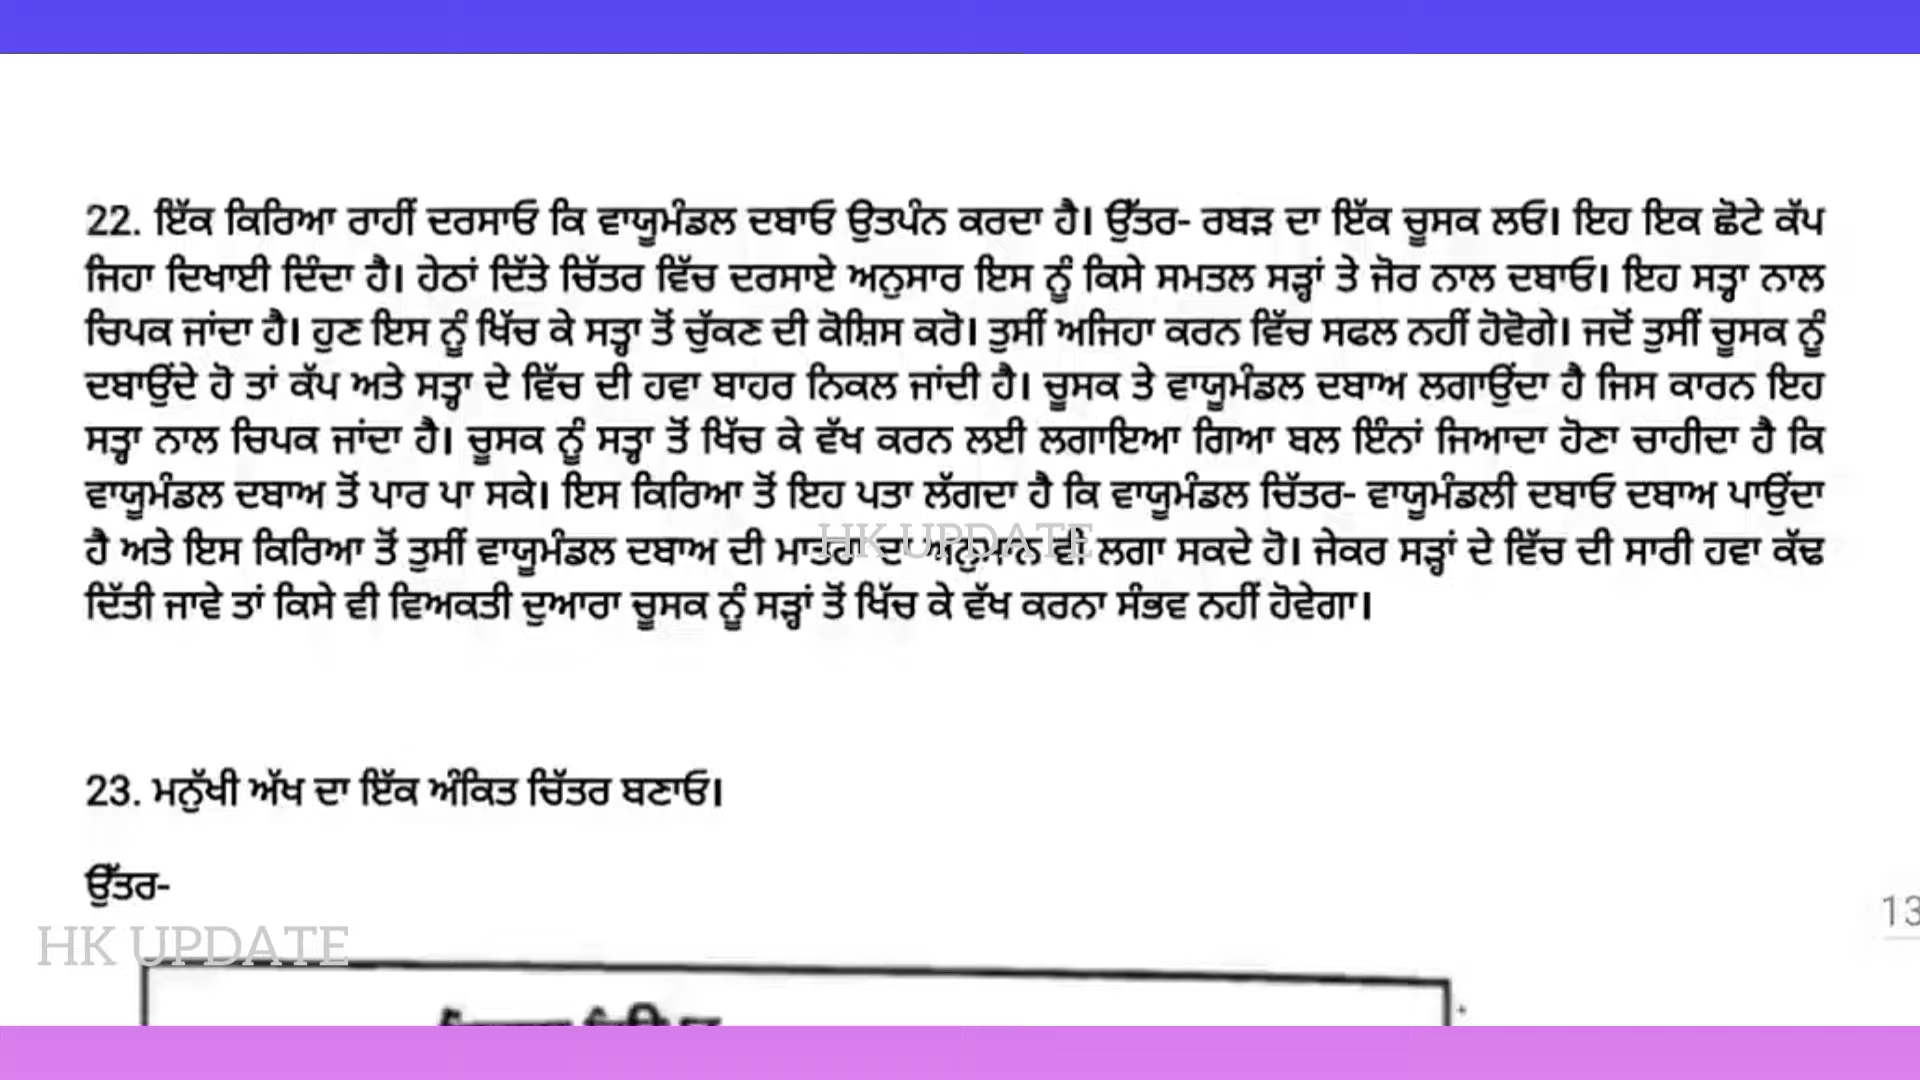 22. ਇੱਕ ਕਿਰਿਆ ਰਾਹੀਂ ਦਰਸਾਓ ਕਿ ਵਾਯੂਮੰਡਲ ਦਬਾਓ ਉਤਪੰਨ ਕਰਦਾ ਹੈ। ਉੱਤਰ- ਰਬੜ ਦਾ ਇੱਕ ਚੂਸਕ ਲਓ। ਇਹ ਇਕ ਛੋਟੇ ਕੱਪ
ਜਿਹਾ ਦਿਖਾਈ ਦਿੰਦਾ ਹੈ। ਹੇਠਾਂ ਦਿੱਤੇ ਚਿੱਤਰ ਵਿੱਚ ਦਰਸਾਏ ਅਨੁਸਾਰ ਇਸ ਨੂੰ ਕਿਸੇ ਸਮਤਲ ਸੜ੍ਹਾਂ ਤੇ ਜੋਰ ਨਾਲ ਦਬਾਓ। ਇਹ ਸਤ੍ਹਾ ਨਾਲ
ਚਿਪਕ ਜਾਂਦਾ ਹੈ। ਹੁਣ ਇਸ ਨੂੰ ਖਿੱਚ ਕੇ ਸਤ੍ਹਾ ਤੋਂ ਚੁੱਕਣ ਦੀ ਕੋਸ਼ਿਸ ਕਰੋ। ਤੁਸੀਂ ਅਜਿਹਾ ਕਰਨ ਵਿੱਚ ਸਫਲ ਨਹੀਂ ਹੋਵੋਗੇ। ਜਦੋਂ ਤੁਸੀਂ ਚੂਸਕ ਨੂੰ
ਦਬਾਉਂਦੇ ਹੋ ਤਾਂ ਕੱਪ ਅਤੇ ਸਤ੍ਹਾ ਦੇ ਵਿੱਚ ਦੀ ਹਵਾ ਬਾਹਰ ਨਿਕਲ ਜਾਂਦੀ ਹੈ। ਚੂਸਕ ਤੇ ਵਾਯੂਮੰਡਲ ਦਬਾਅ ਲਗਾਉਂਦਾ ਹੈ ਜਿਸ ਕਾਰਨ ਇਹ
ਸਤ੍ਹਾ ਨਾਲ ਚਿਪਕ ਜਾਂਦਾ ਹੈ। ਚੂਸਕ ਨੂੰ ਸਤ੍ਹਾ ਤੋਂ ਖਿੱਚ ਕੇ ਵੱਖ ਕਰਨ ਲਈ ਲਗਾਇਆ ਗਿਆ ਬਲ ਇੰਨਾਂ ਜਿਆਦਾ ਹੋਣਾ ਚਾਹੀਦਾ ਹੈ ਕਿ
ਵਾਯੂਮੰਡਲ ਦਬਾਅ ਤੋਂ ਪਾਰ ਪਾ ਸਕੇ। ਇਸ ਕਿਰਿਆ ਤੋਂ ਇਹ ਪਤਾ ਲੱਗਦਾ ਹੈ ਕਿ ਵਾਯੂਮੰਡਲ ਚਿੱਤਰ- ਵਾਯੂਮੰਡਲੀ ਦਬਾਓ ਦਬਾਅ ਪਾਉਂਦਾ
ਹੈ ਅਤੇ ਇਸ ਕਿਰਿਆ ਤੋਂ ਤੁਸੀਂ ਵਾਯੂਮੰਡਲ ਦਬਾਅ ਦੀ ਮਾਤਰਾ ਦਾ ਅਨੁਮਾਨ ਵੀ ਲਗਾ ਸਕਦੇ ਹੋ। ਜੇਕਰ ਸੜ੍ਹਾਂ ਦੇ ਵਿੱਚ ਦੀ ਸਾਰੀ ਹਵਾ ਕੱਢ
HK UPDATE
ਦਿੱਤੀ ਜਾਵੇ ਤਾਂ ਕਿਸੇ ਵੀ ਵਿਅਕਤੀ ਦੁਆਰਾ ਚੂਸਕ ਨੂੰ ਸੜ੍ਹਾਂ ਤੋਂ ਖਿੱਚ ਕੇ ਵੱਖ ਕਰਨਾ ਸੰਭਵ ਨਹੀਂ ਹੋਵੇਗਾ।
23. ਮਨੁੱਖੀ ਅੱਖ ਦਾ ਇੱਕ ਅੰਕਿਤ ਚਿੱਤਰ ਬਣਾਓ।
ਉੱਤਰ-
13
HK UPDATE